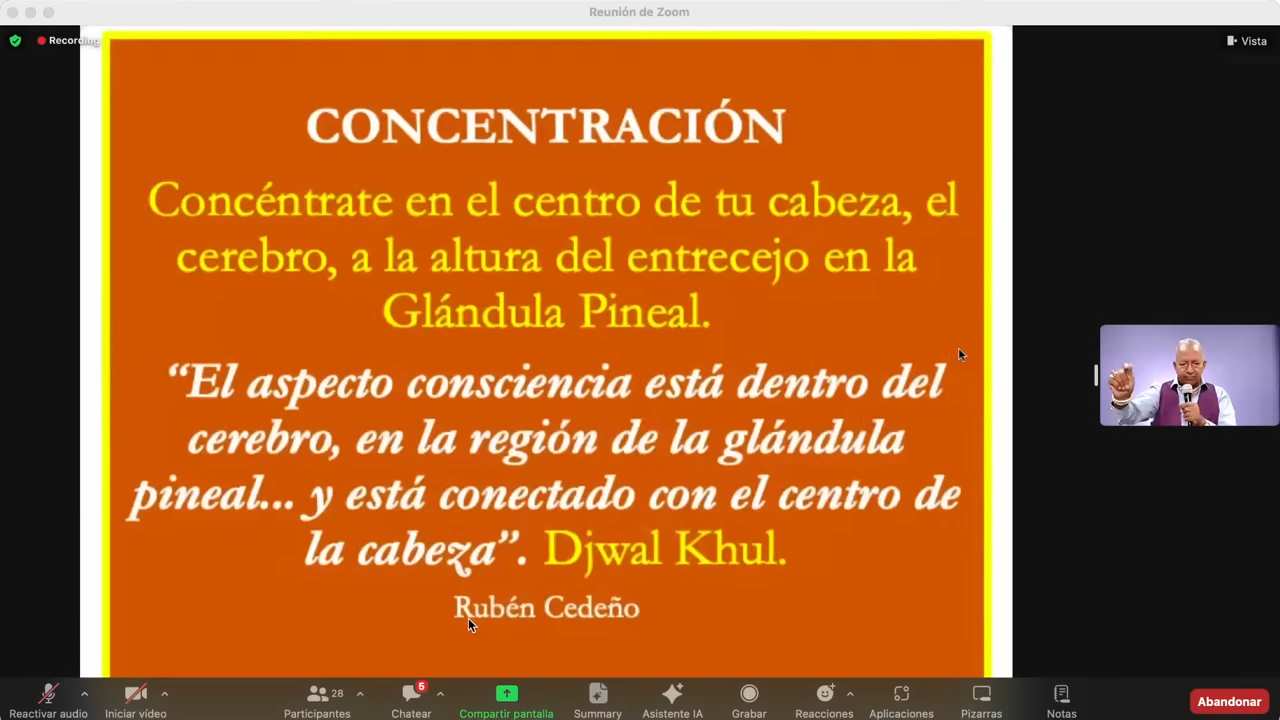 Reunión de Zoom
Recording
Vista
CONCENTRACIÓN
Concéntrate en el centro de tu cabeza, el
cerebro, a la altura del entrecejo en la
Glándula Pineal.
“El aspecto consciencia está dentro del
cerebro, en la región de la glándula
pineal... y está conectado con el centro de
la cabeza”. Djwal Khul.
Rubén Cedeño
28
5
Reactivar audio
Iniciar vídeo
Participantes
Chatear
Compartir pantalla
Summary
Asistente IA
Grabar
Reacciones
Aplicaciones
Pizarras
Notas
Abandonar